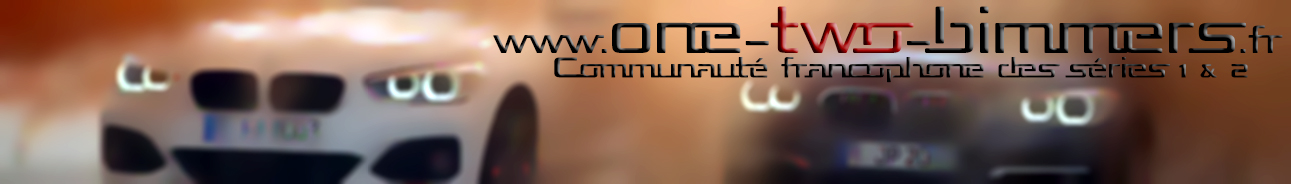 www.one-two-bimmers.fr
Communauté francophone des séries 1 & 2